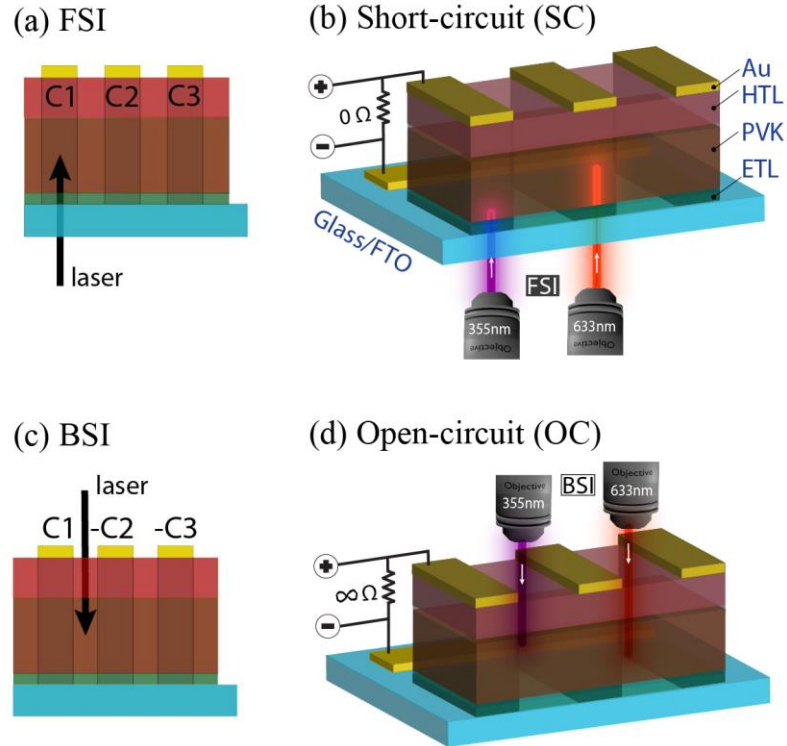 (a) FSI
C1 C2 C3
laser
(b) Short-circuit (SC)
+
0 Ω
−
Au
HTL
PVK
ETL
Glass/FTO
FSI
355nm
Objective
633nm
Objective
(c) BSI
laser
C1 -C2 -C3
(d) Open-circuit (OC)
Objective
355nm
BSI
Objective
633nm
+
∞ Ω
−